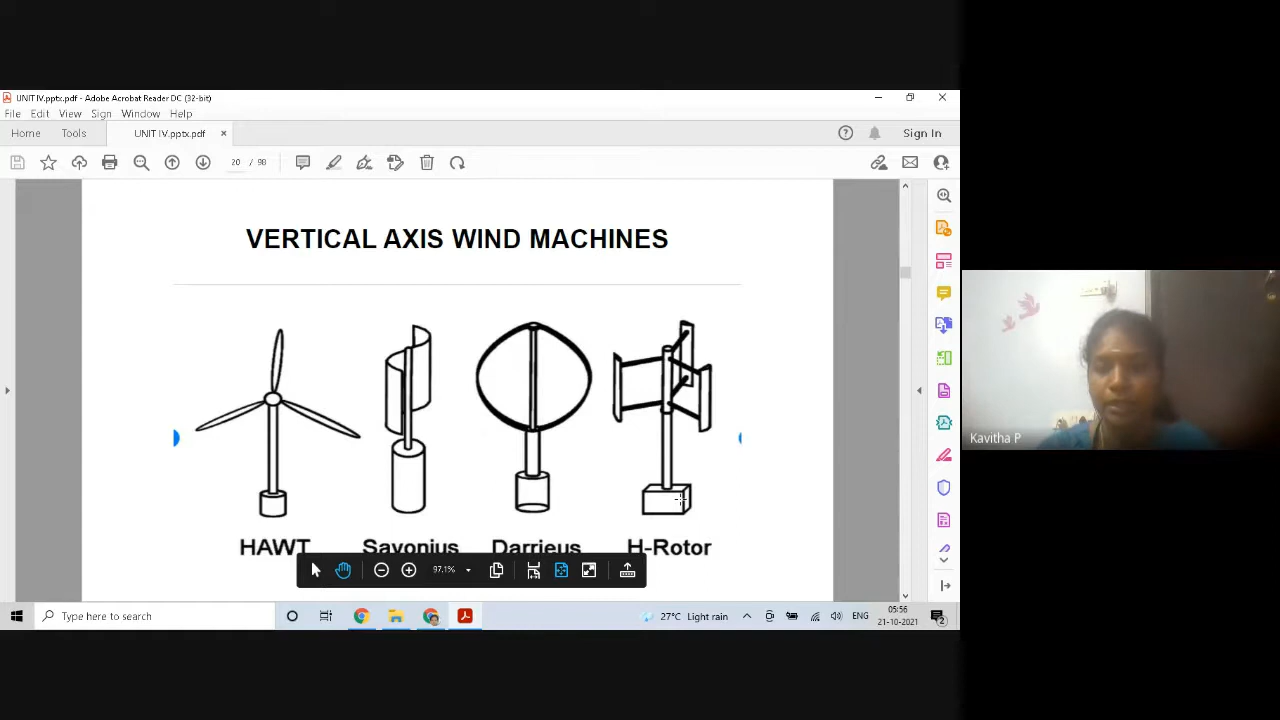 UNIT IV.pptx.pdf - Adobe Acrobat Reader DC (32-bit)
File Edit View Sign Window Help
Home Tools UNIT IV.pptx.pdf × Sign In
20 / 98
VERTICAL AXIS WIND MACHINES
HAWT Savonius Darrieus H-Rotor
97.1%
Kavitha P
Type here to search 27°C Light rain ENG 05:56
21-10-2021 2